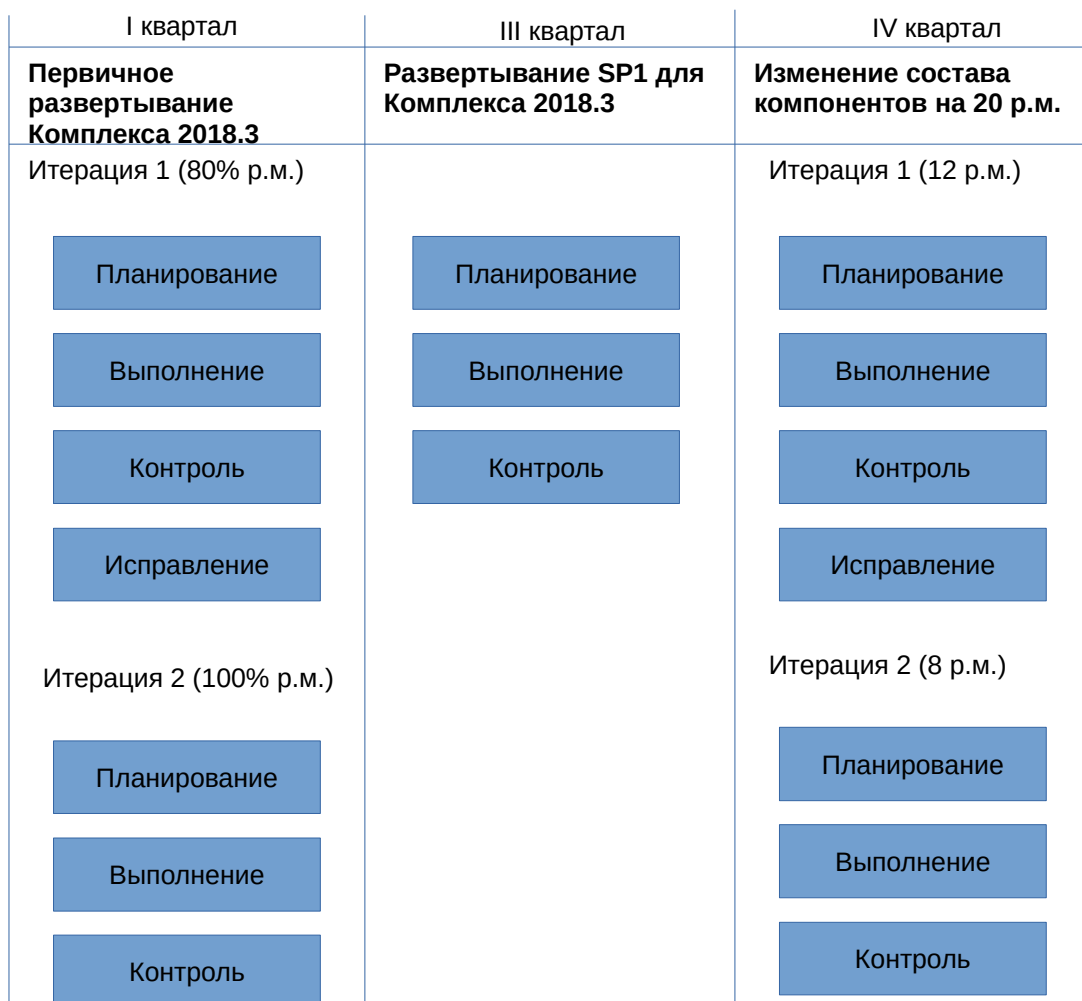 I квартал
III квартал
IV квартал
Первичное
развертывание
Комплекса 2018.3
Развертывание SP1 для
Комплекса 2018.3
Изменение состава
компонентов на 20 р.м.
Итерация 1 (80% р.м.)
Планирование
Выполнение
Контроль
Исправление
Итерация 2 (100% р.м.)
Планирование
Выполнение
Контроль
Планирование
Выполнение
Контроль
Итерация 1 (12 р.м.)
Планирование
Выполнение
Контроль
Исправление
Итерация 2 (8 р.м.)
Планирование
Выполнение
Контроль